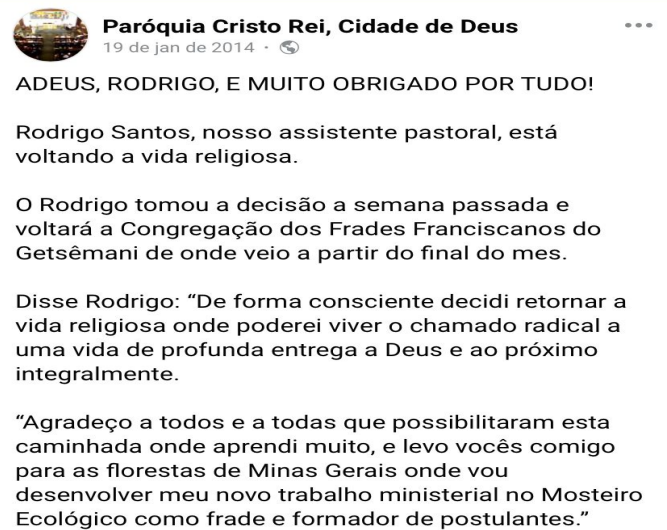 Paróquia Cristo Rei, Cidade de Deus
19 de jan de 2014 ·
ADEUS, RODRIGO, E MUITO OBRIGADO POR TUDO!
Rodrigo Santos, nosso assistente pastoral, está
voltando a vida religiosa.
O Rodrigo tomou a decisão a semana passada e
voltará a Congregação dos Frades Franciscanos do
Getsêmani de onde veio a partir do final do mes.
Disse Rodrigo: “De forma consciente decidi retornar a
vida religiosa onde poderei viver o chamado radical a
uma vida de profunda entrega a Deus e ao próximo
integralmente.
“Agradeço a todos e a todas que possibilitaram esta
caminhada onde aprendi muito, e levo vocês comigo
para as florestas de Minas Gerais onde vou
desenvolver meu novo trabalho ministerial no Mosteiro
Ecológico como frade e formador de postulantes.”